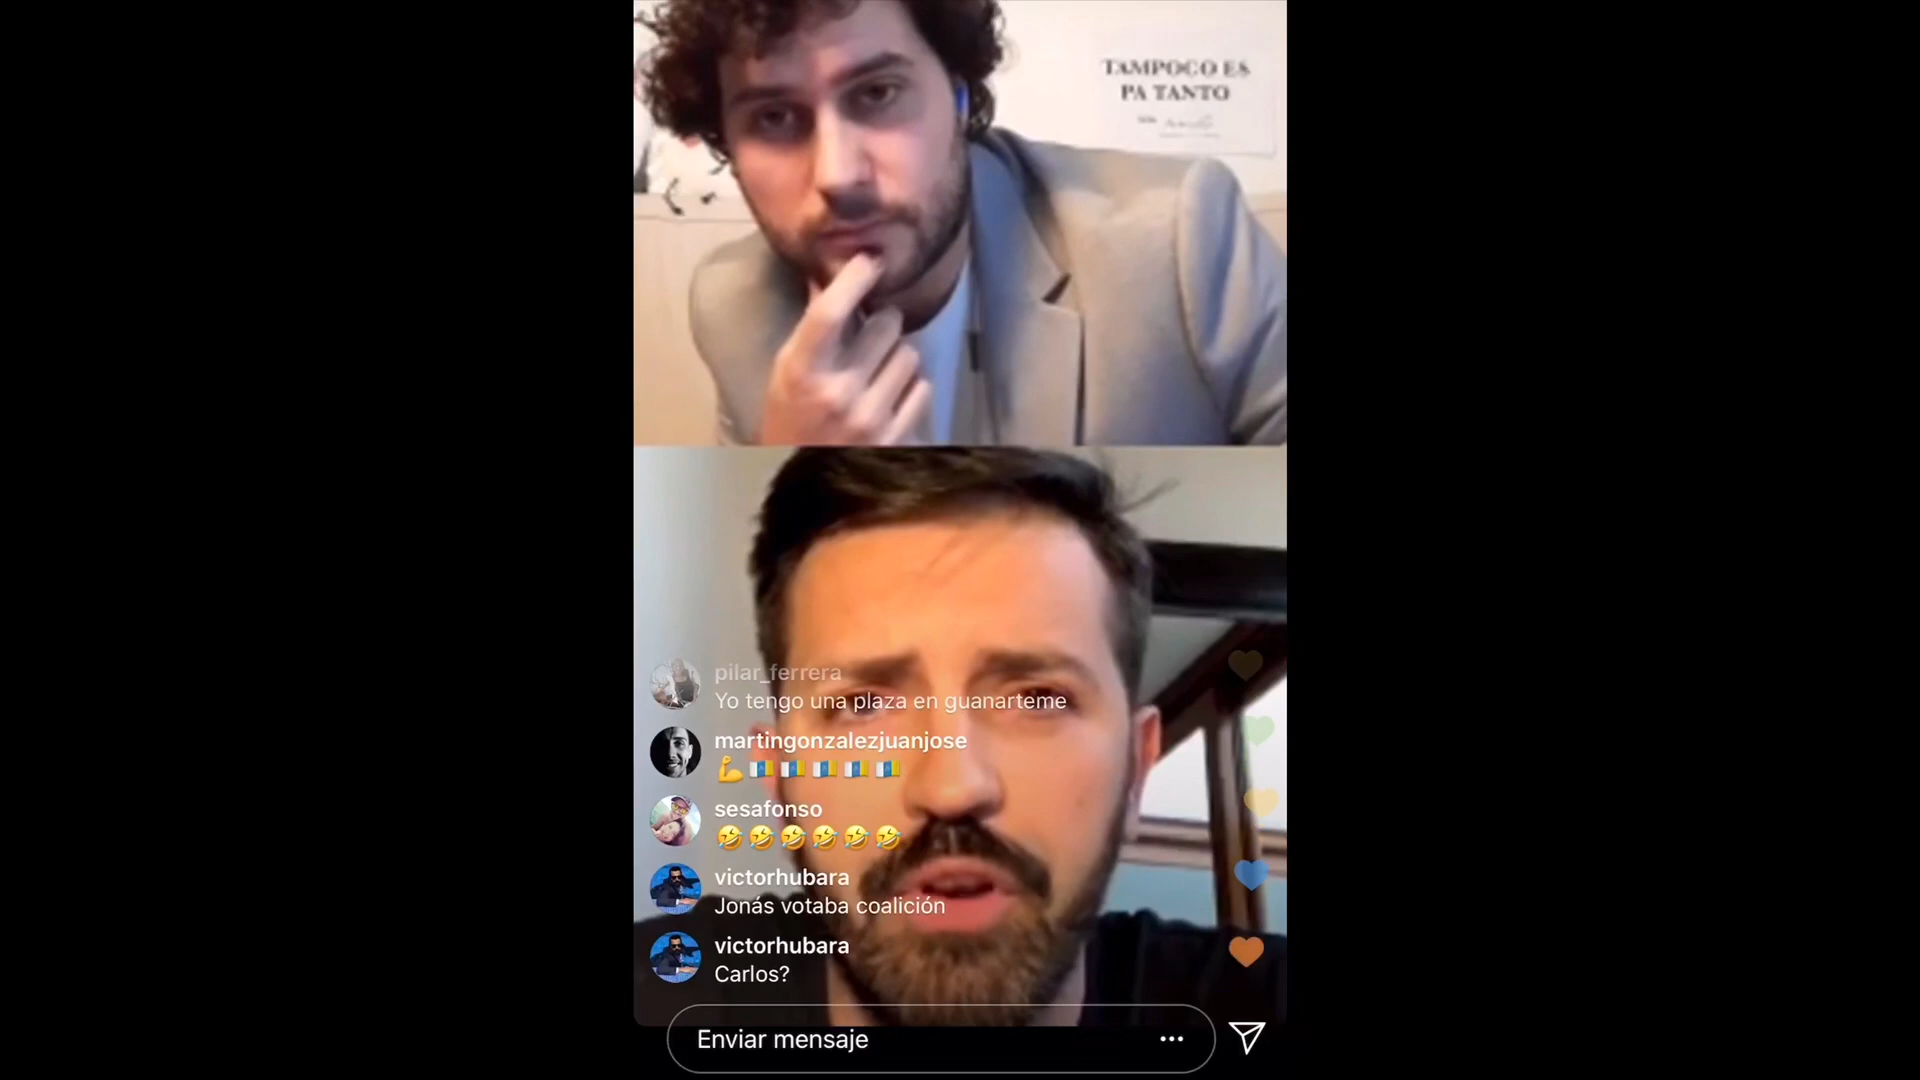 TAMPOCO ES
PA TANTO
pilar_ferrera
Yo tengo una plaza en guanarteme
martingonzalezjuanjose
💪🇮🇨🇮🇨🇮🇨🇮🇨🇮🇨
sesafonso
🤣🤣🤣🤣🤣🤣
victorhubara
Jonás votaba coalición
victorhubara
Carlos?
Enviar mensaje